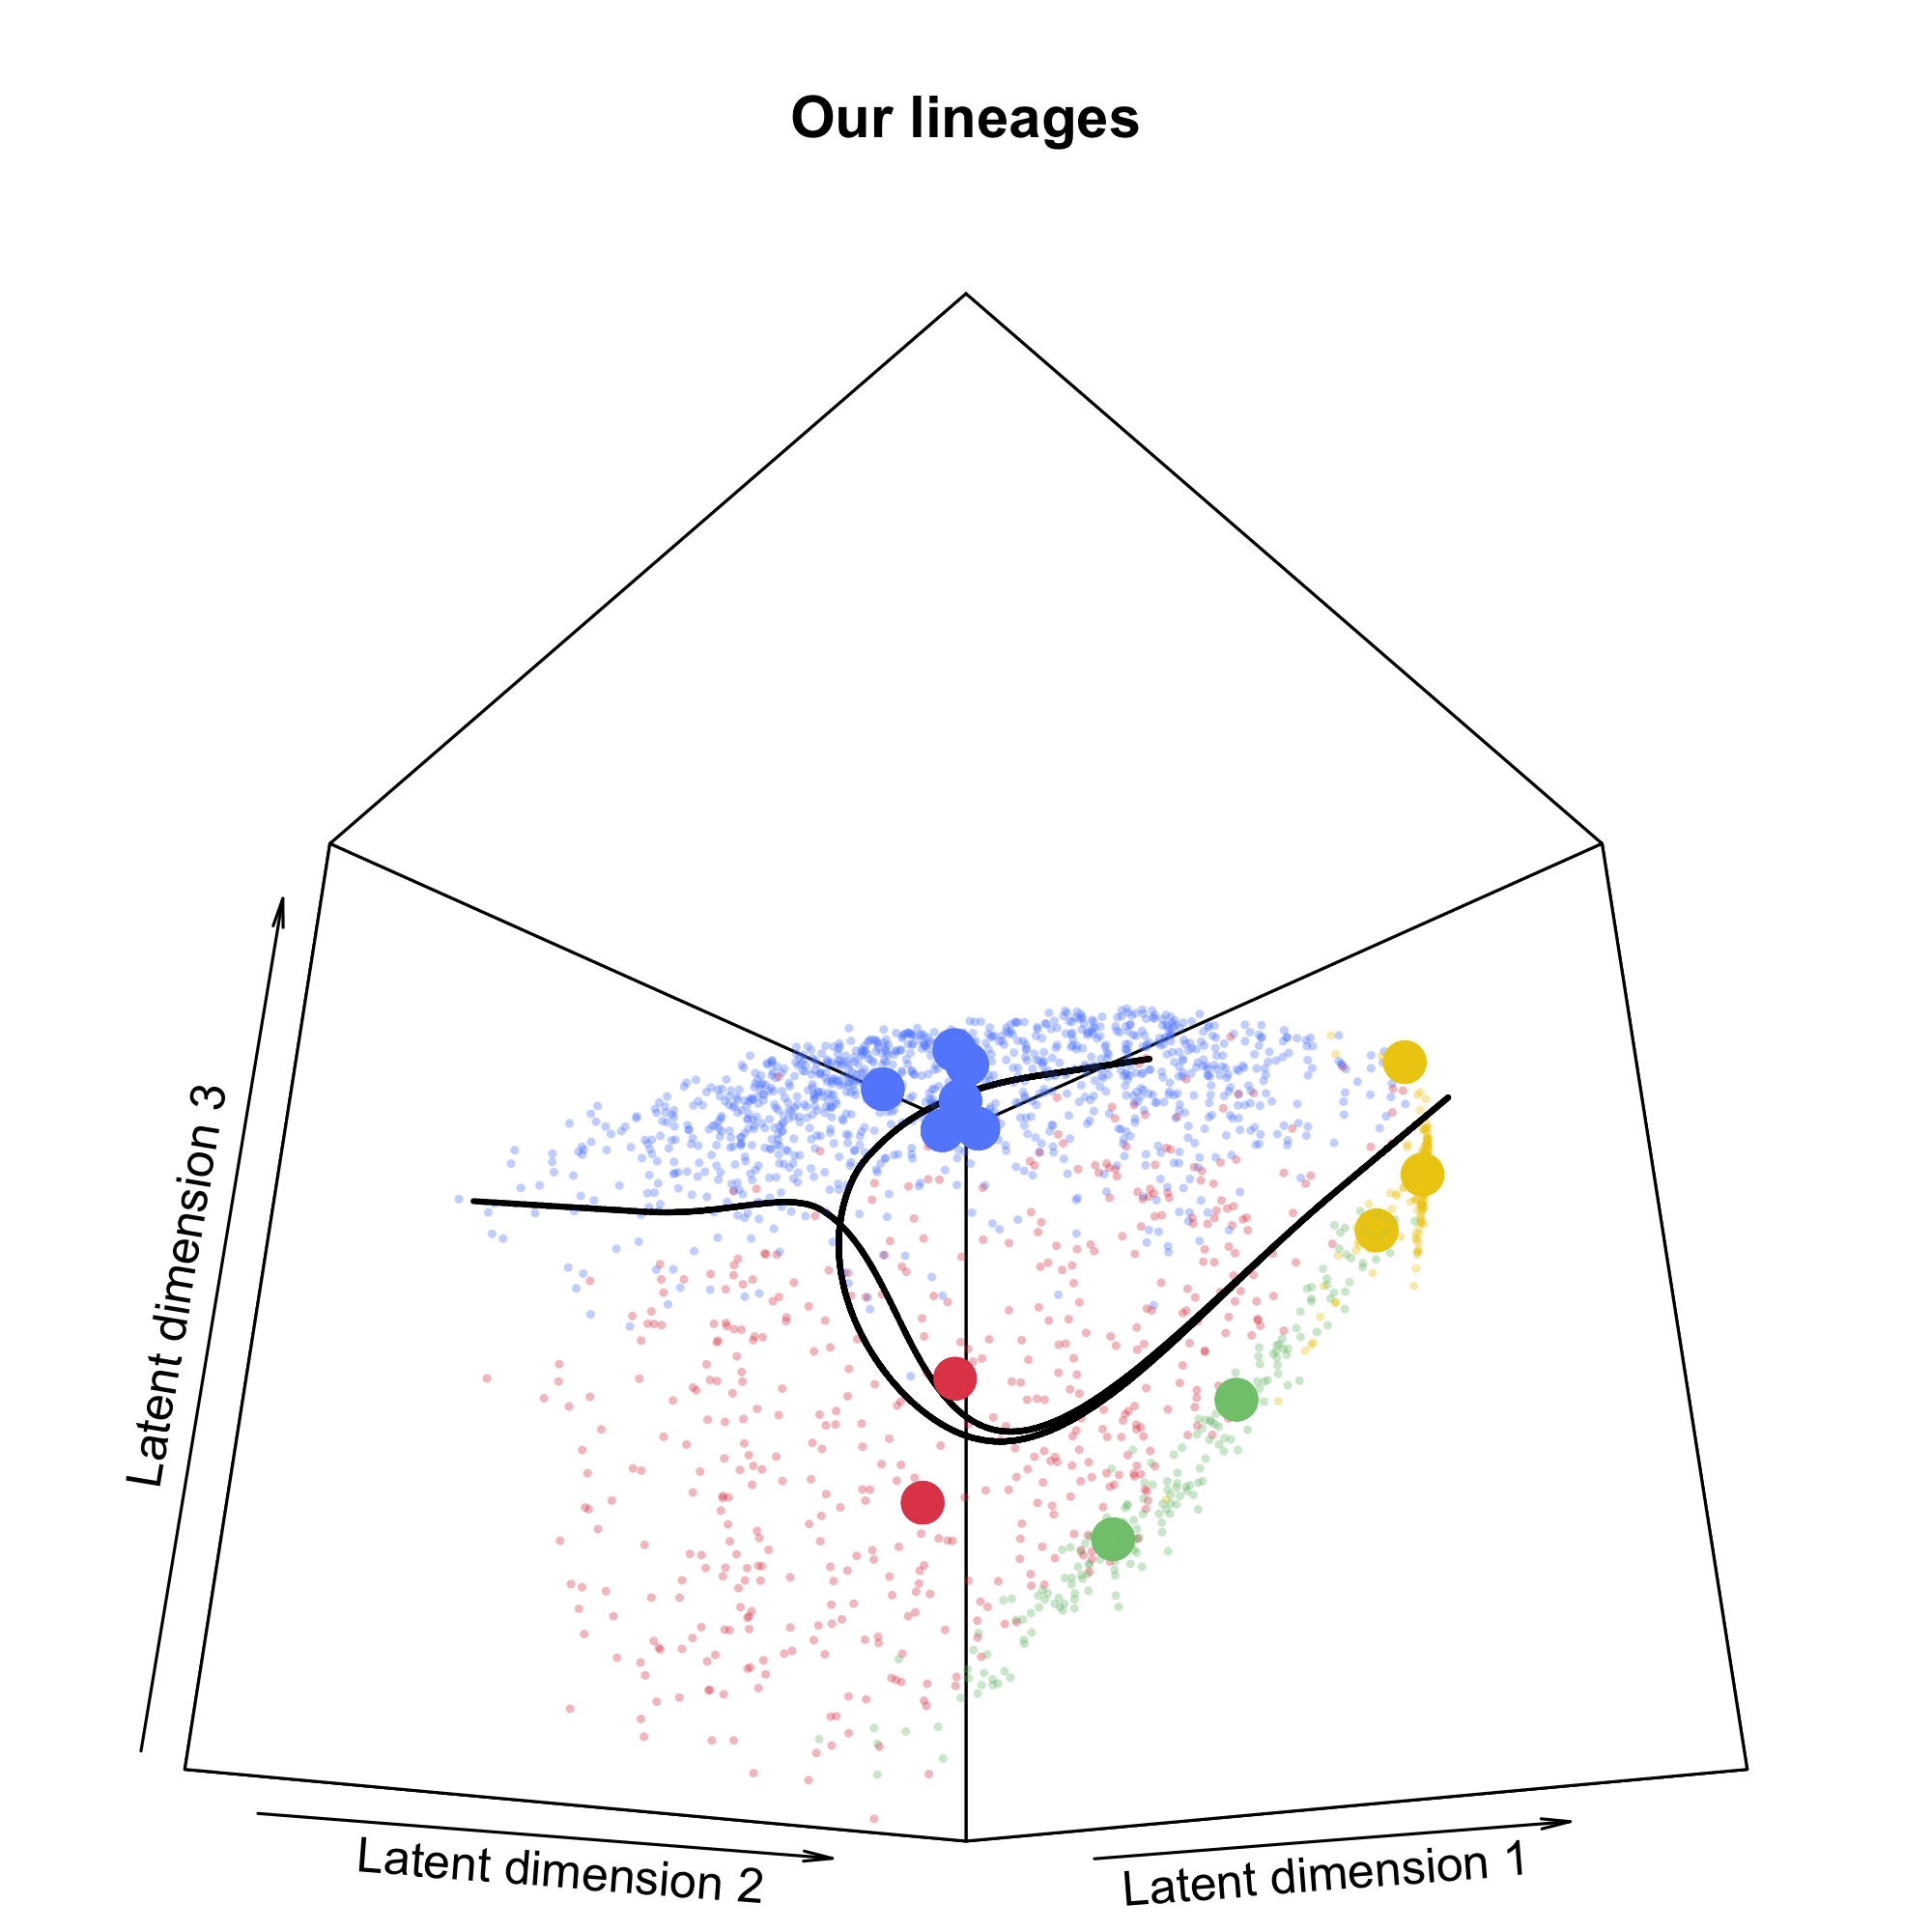 Our lineages
Latent dimension 3
Latent dimension 2
Latent dimension 1